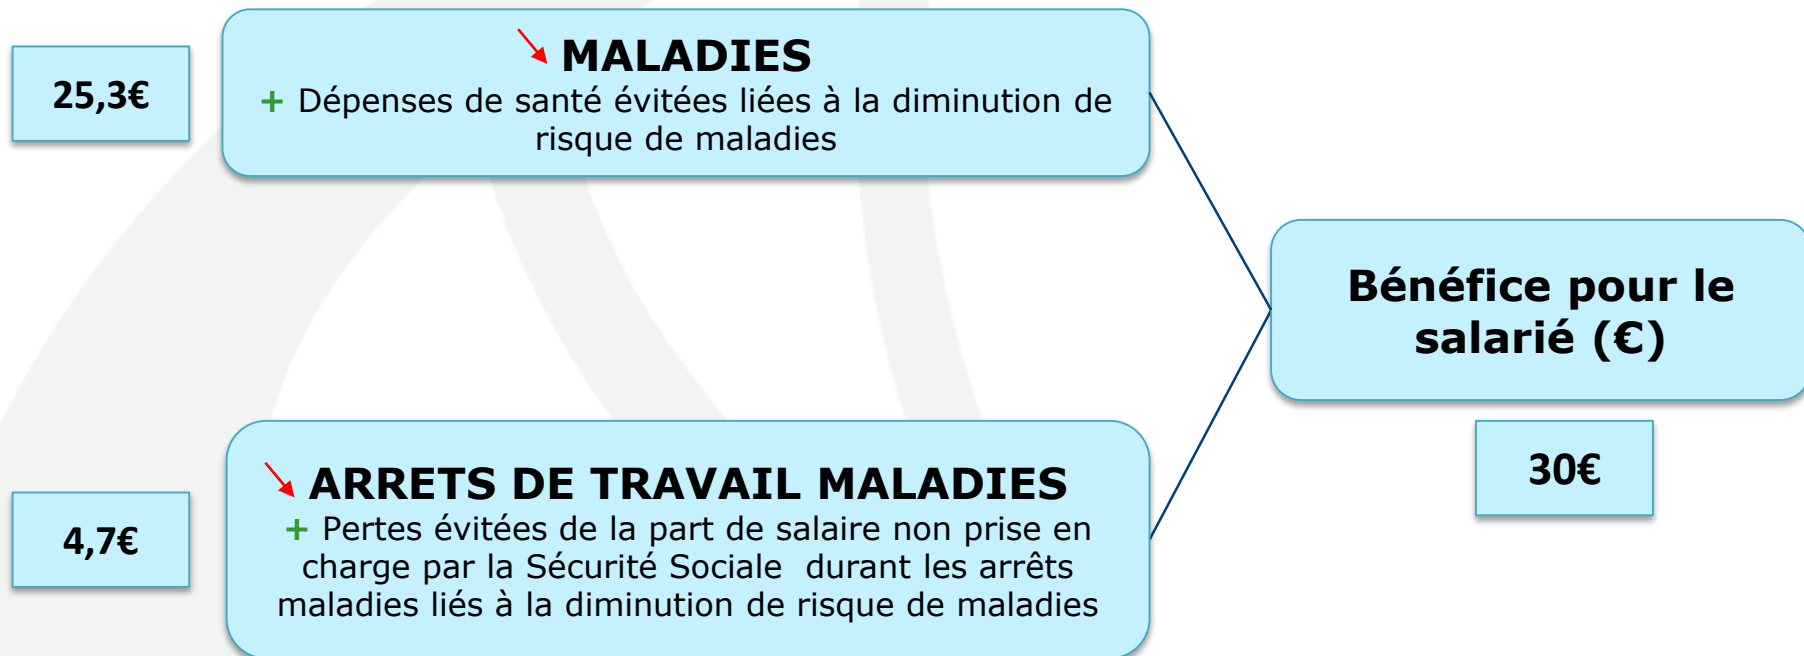 25,3€
MALADIES
+ Dépenses de santé évitées liées à la diminution de
risque de maladies
Bénéfice pour le
salarié (€)
30€
4,7€
ARRETS DE TRAVAIL MALADIES
+ Pertes évitées de la part de salaire non prise en
charge par la Sécurité Sociale  durant les arrêts
maladies liés à la diminution de risque de maladies